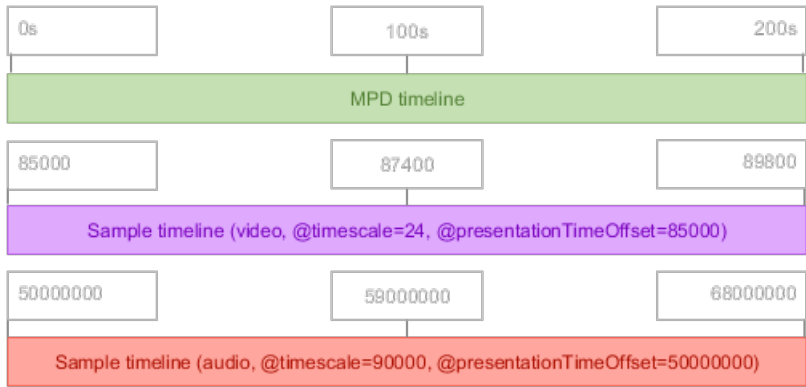 0s
100s
200s
MPD timeline
85000
87400
89800
Sample timeline (video, @timescale=24, @presentationTimeOffset=85000)
50000000
59000000
68000000
Sample timeline (audio, @timescale=90000, @presentationTimeOffset=50000000)